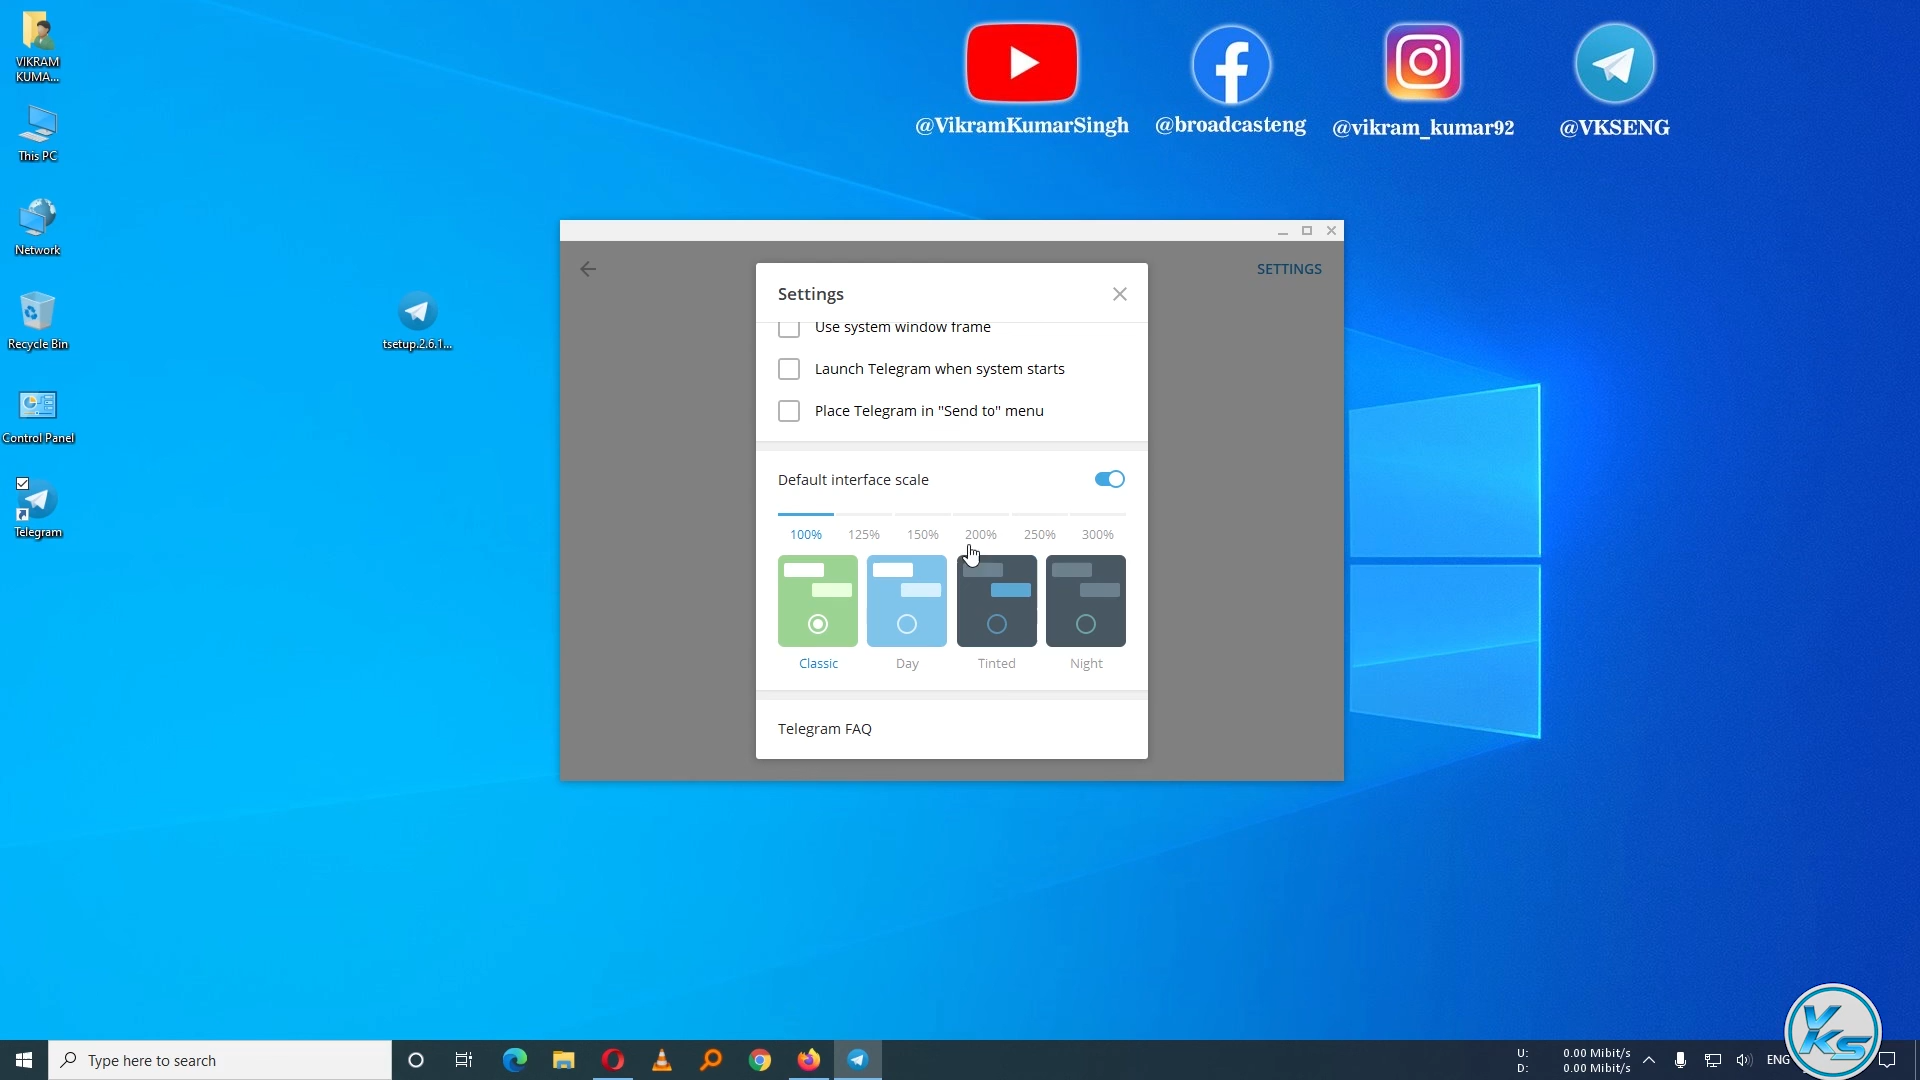 VIKRAM
KUMA...
This PC
Network
Recycle Bin
Control Panel
Telegram
tsetup.2.6.1...
@VikramKumarSingh
@broadcasteng
@vikram_kumar92
@VKSENG
SETTINGS
Settings
Use system window frame
Launch Telegram when system starts
Place Telegram in "Send to" menu
Default interface scale
100% 125% 150% 200% 250% 300%
Classic Day Tinted Night
Telegram FAQ
Type here to search
U: 0.00 Mibit/s
D: 0.00 Mibit/s
ENG
VKS